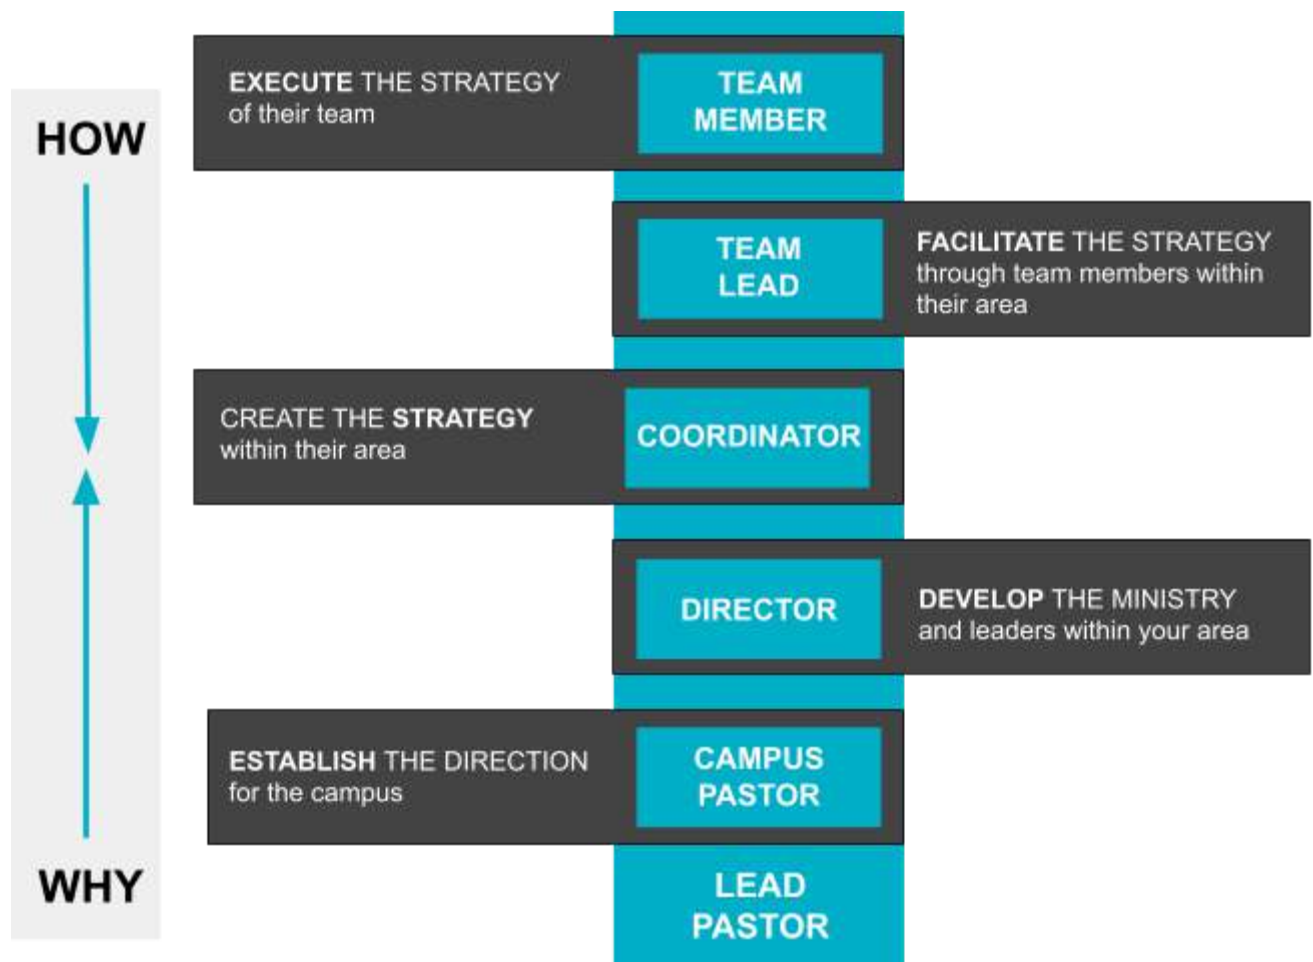 HOW
EXECUTE THE STRATEGY
of their team
TEAM
MEMBER
TEAM
LEAD
FACILITATE THE STRATEGY
through team members within
their area
CREATE THE STRATEGY
within their area
COORDINATOR
DIRECTOR
DEVELOP THE MINISTRY
and leaders within your area
ESTABLISH THE DIRECTION
for the campus
CAMPUS
PASTOR
WHY
LEAD
PASTOR